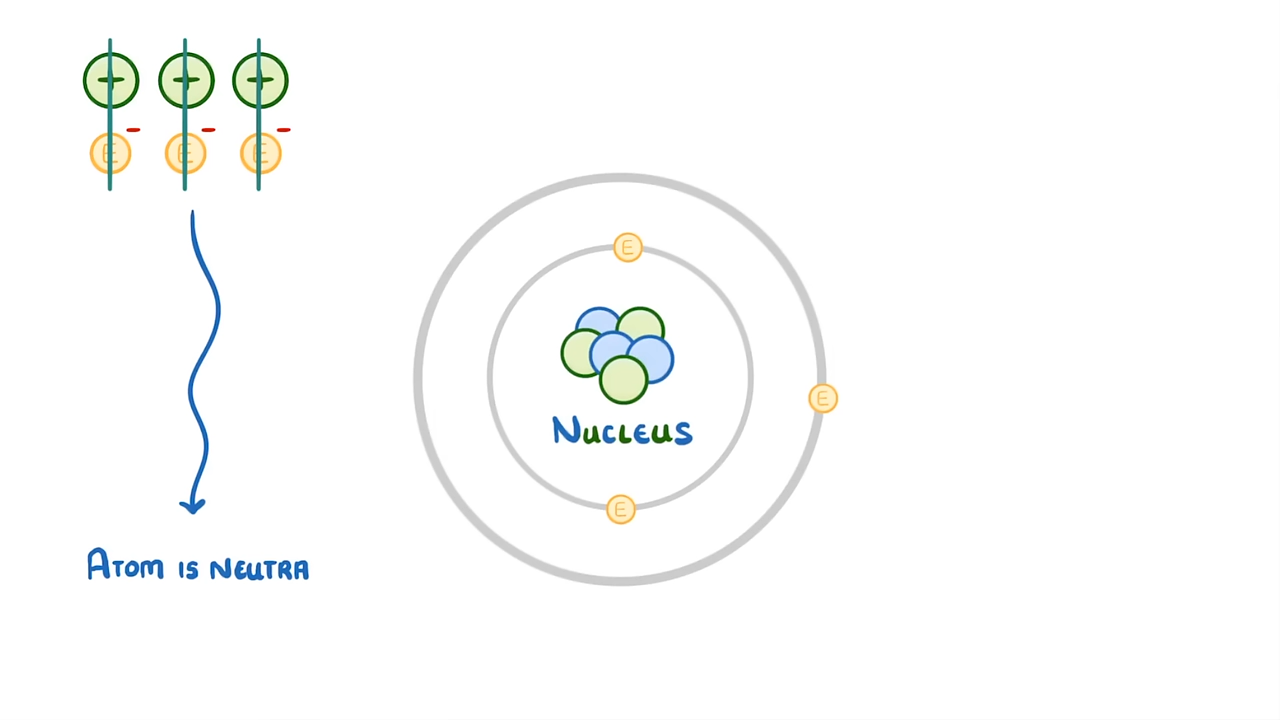 + + +
- - -
E E E
E
E
E
NUCLEUS
ATOM IS NEUTRA